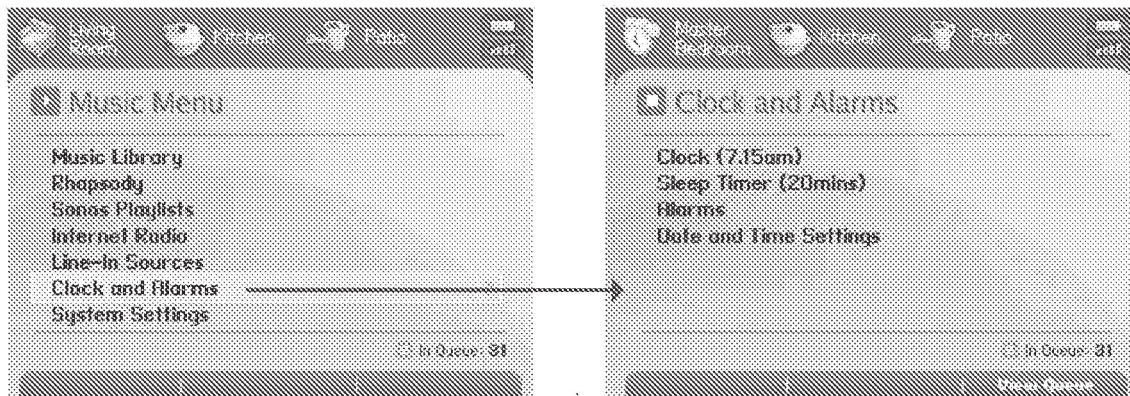 Living Room Kitchen Patio
Music Menu
Music Library
Rhapsody
Sonos Playlists
Internet Radio
Line-In Sources
Clock and Alarms
System Settings
In Queue: 31
Master Bedroom Kitchen Patio
Clock and Alarms
Clock (7.15am)
Sleep Timer (20mins)
Alarms
Date and Time Settings
In Queue: 31
View Queue